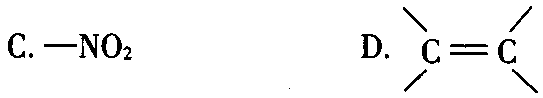 C. —NO₂ D. C=C